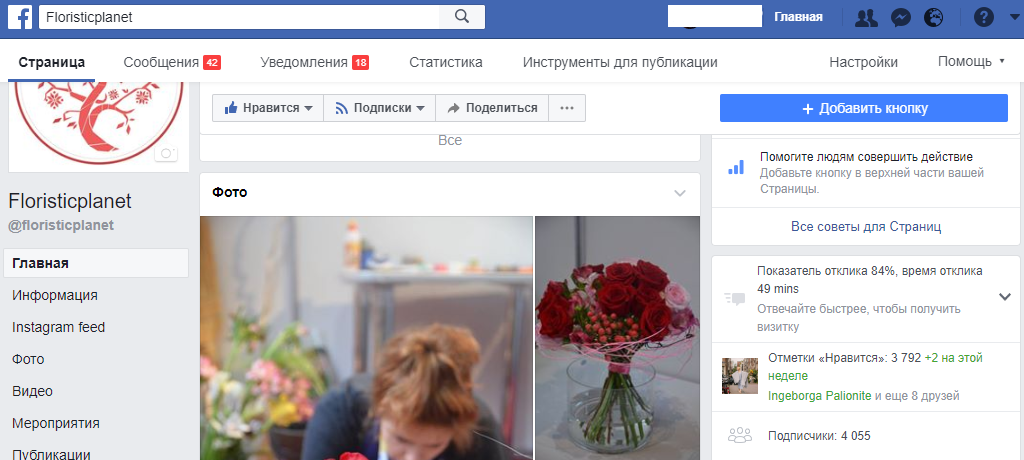 Floristicplanet
Главная
Страница
Сообщения 42
Уведомления 18
Статистика
Инструменты для публикации
Настройки
Помощь
Нравится
Подписки
Поделиться
+ Добавить кнопку
Floristicplanet
@floristicplanet
Главная
Информация
Instagram feed
Фото
Видео
Мероприятия
Публикации
Все
Фото
Помогите людям совершить действие
Добавьте кнопку в верхней части вашей
Страницы.
Все советы для Страниц
Показатель отклика 84%, время отклика
49 mins
Отвечайте быстрее, чтобы получить
визитку
Отметки «Нравится»: 3 792 +2 на этой
неделе
Ingeborga Palionite и еще 8 друзей
Подписчики: 4 055